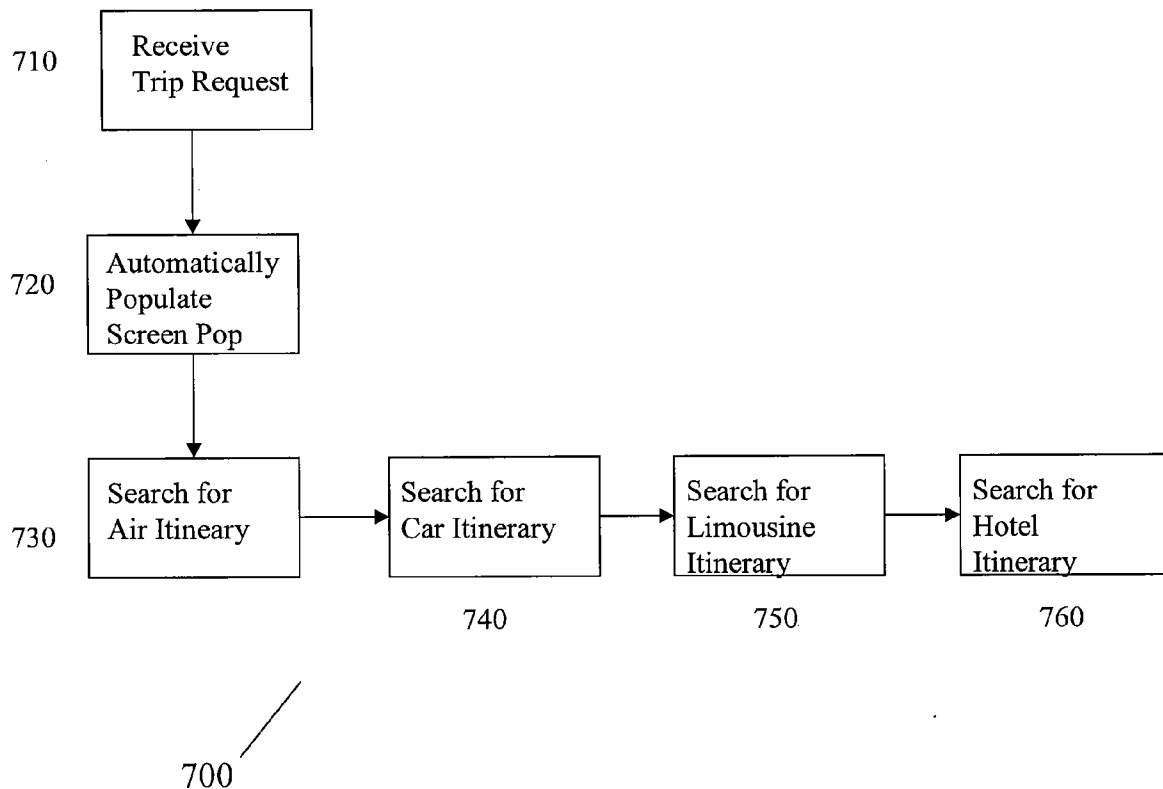 710
Receive
Trip Request
720
Automatically
Populate
Screen Pop
730
Search for
Air Itineary
Search for
Car Itinerary
Search for
Limousine
Itinerary
Search for
Hotel
Itinerary
740
750
760
700